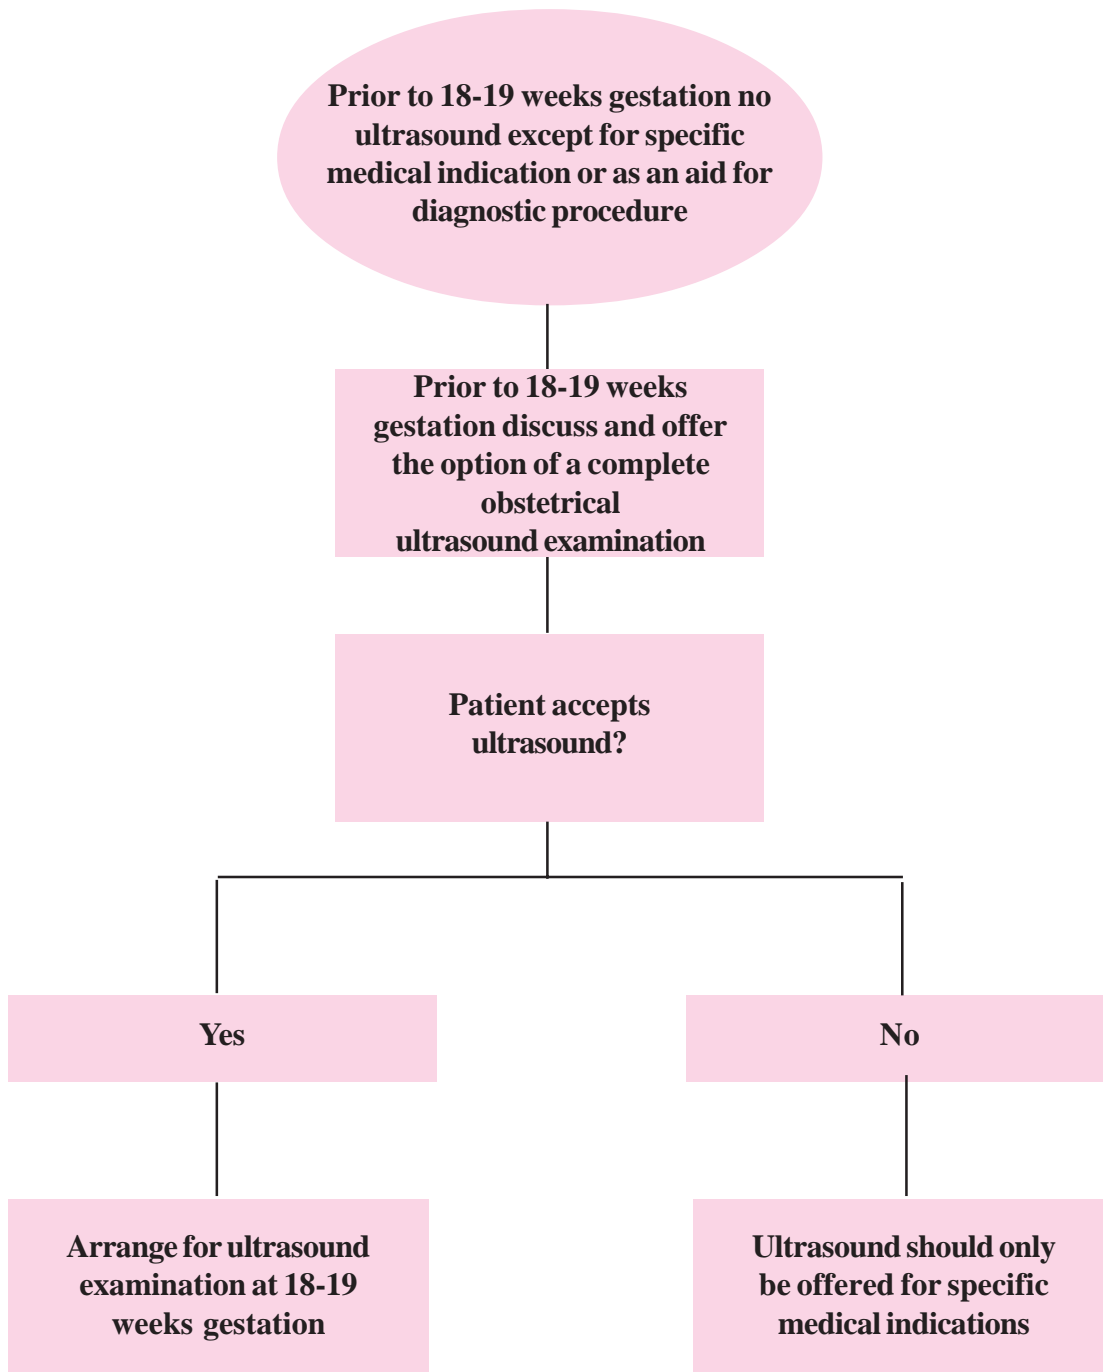 Prior to 18-19 weeks gestation no
ultrasound except for specific
medical indication or as an aid for
diagnostic procedure
Prior to 18-19 weeks
gestation discuss and offer
the option of a complete
obstetrical
ultrasound examination
Patient accepts
ultrasound?
Yes
No
Arrange for ultrasound
examination at 18-19
weeks gestation
Ultrasound should only
be offered for specific
medical indications